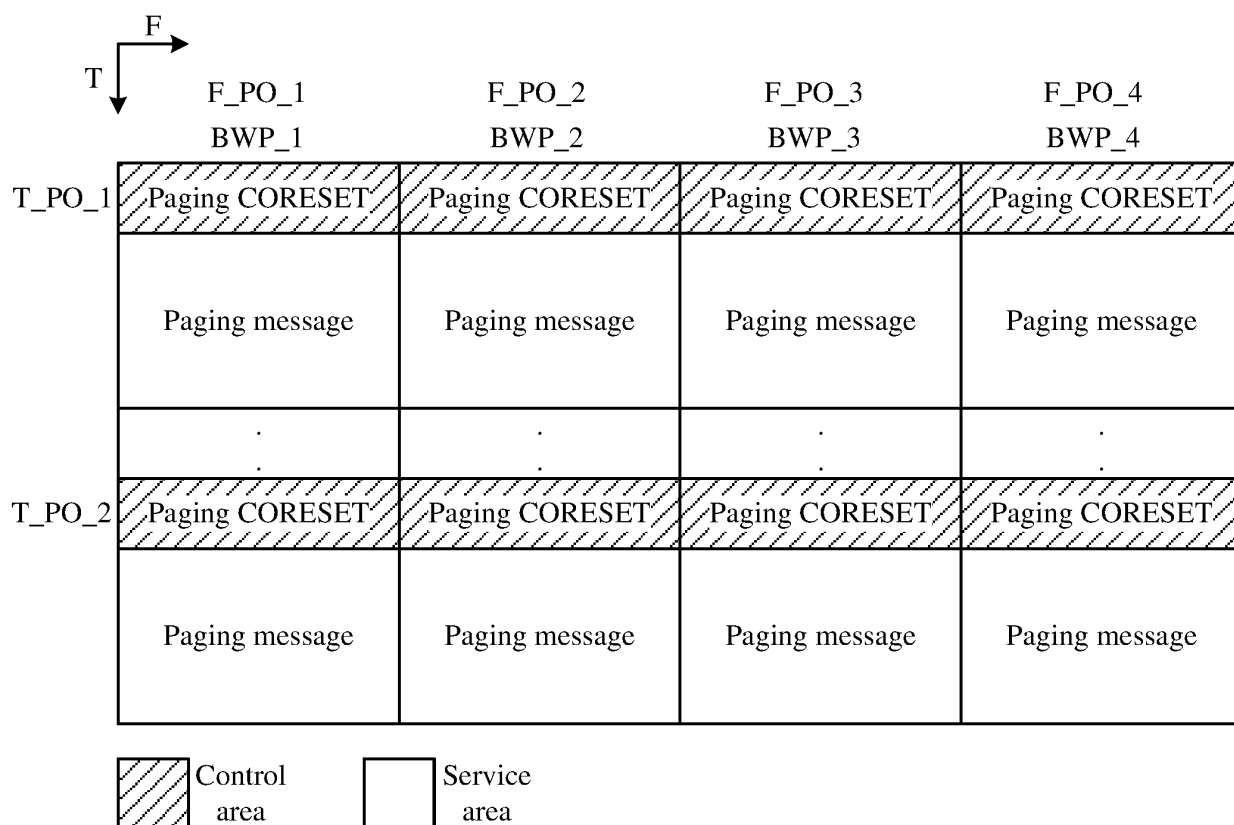 F
T
F_PO_1 F_PO_2 F_PO_3 F_PO_4
BWP_1 BWP_2 BWP_3 BWP_4
T_PO_1 Paging CORESET Paging CORESET Paging CORESET Paging CORESET
Paging message Paging message Paging message Paging message
T_PO_2 Paging CORESET Paging CORESET Paging CORESET Paging CORESET
Paging message Paging message Paging message Paging message
Control Service
area area